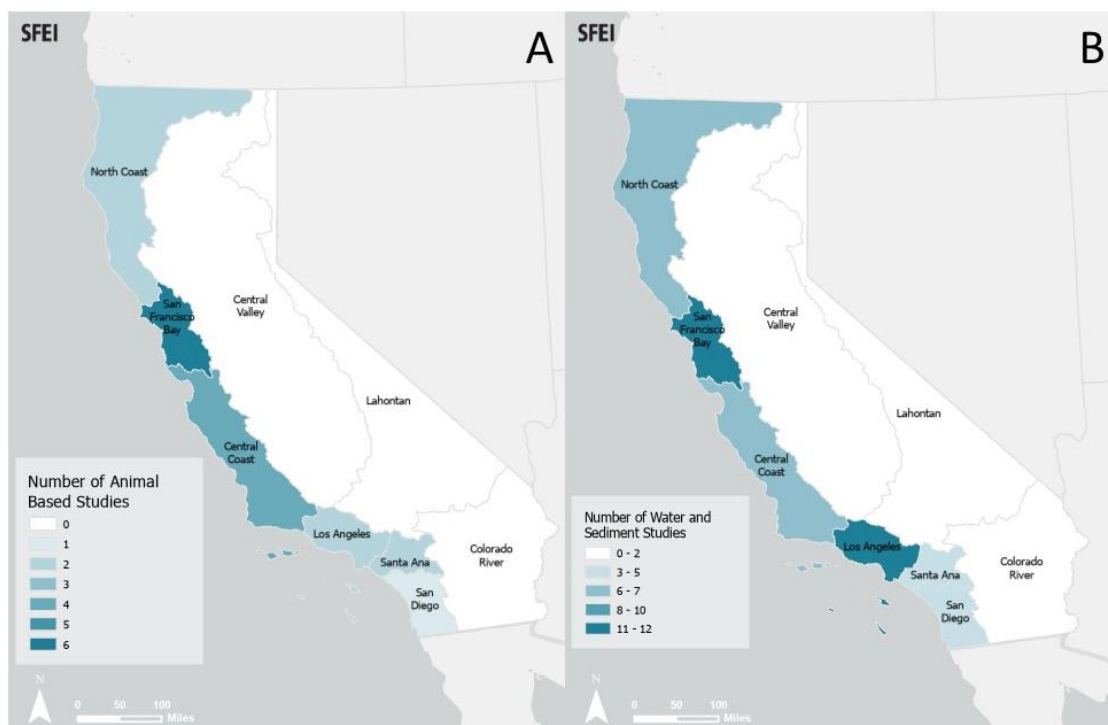 SFEI
A
North Coast
San
Francisco
Bay
Central
Valley
Lahontan
Central
Coast
Los Angeles
Santa Ana
San
Diego
Colorado
River
Number of Animal
Based Studies
0
1
2
3
4
5
6
N
0 50 100
Miles
SFEI
B
North Coast
San
Francisco
Bay
Central
Valley
Lahontan
Central
Coast
Los Angeles
Santa Ana
San
Diego
Colorado
River
Number of Water and
Sediment Studies
0 - 2
3 - 5
6 - 7
8 - 10
11 - 12
N
0 50 100
Miles